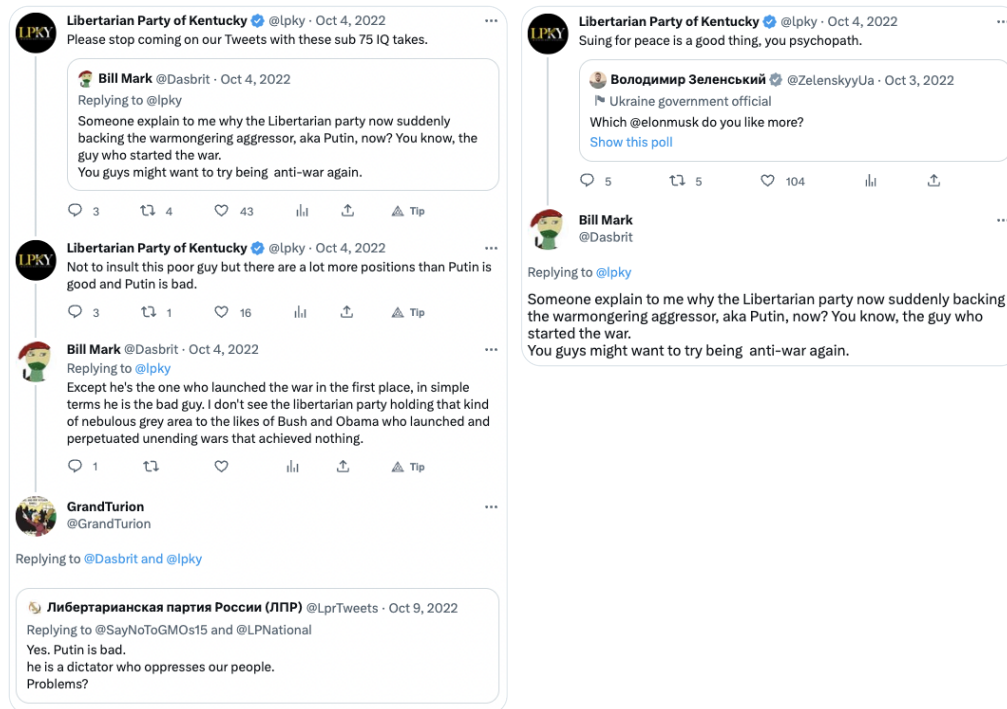 LPKY
Libertarian Party of Kentucky @lpky · Oct 4, 2022
Please stop coming on our Tweets with these sub 75 IQ takes.
Bill Mark @Dasbrit · Oct 4, 2022
Replying to @lpky
Someone explain to me why the Libertarian party now suddenly
backing the warmongering aggressor, aka Putin, now? You know, the
guy who started the war.
You guys might want to try being  anti-war again.
3 4 43 Tip
LPKY
Libertarian Party of Kentucky @lpky · Oct 4, 2022
Not to insult this poor guy but there are a lot more positions than Putin is
good and Putin is bad.
3 1 16 Tip
Bill Mark @Dasbrit · Oct 4, 2022
Replying to @lpky
Except he's the one who launched the war in the first place, in simple
terms he is the bad guy. I don't see the libertarian party holding that kind
of nebulous grey area to the likes of Bush and Obama who launched and
perpetuated unending wars that achieved nothing.
1 Tip
GrandTurion
@GrandTurion
Replying to @Dasbrit and @lpky
Либертарианская партия России (ЛПР) @LprTweets · Oct 9, 2022
Replying to @SayNoToGMOs15 and @LPNational
Yes. Putin is bad.
he is a dictator who oppresses our people.
Problems?
LPKY
Libertarian Party of Kentucky @lpky · Oct 4, 2022
Suing for peace is a good thing, you psychopath.
Володимир Зеленський @ZelenskyyUa · Oct 3, 2022
Ukraine government official
Which @elonmusk do you like more?
Show this poll
5 5 104
Bill Mark
@Dasbrit
Replying to @lpky
Someone explain to me why the Libertarian party now suddenly backing
the warmongering aggressor, aka Putin, now? You know, the guy who
started the war.
You guys might want to try being  anti-war again.